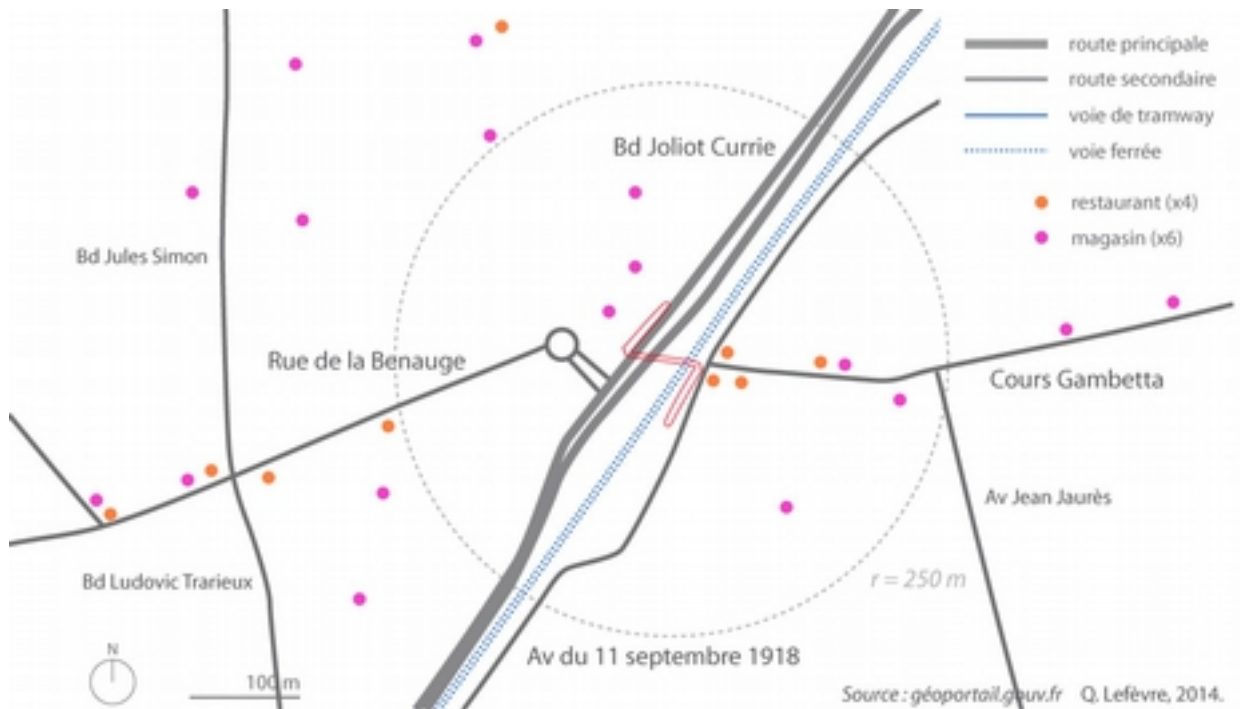 route principale
Bd Joliot Currie
route secondaire
voie de tramway
voie ferrée
restaurant (x4)
magasin (x6)
Bd Jules Simon
Rue de la Benauge
Cours Gambetta
Av Jean Jaurès
Bd Ludovic Trarieux
r = 250 m
N
Av du 11 septembre 1918
100 m
Source : géoportail.gouv.fr Q. Lefèvre, 2014.